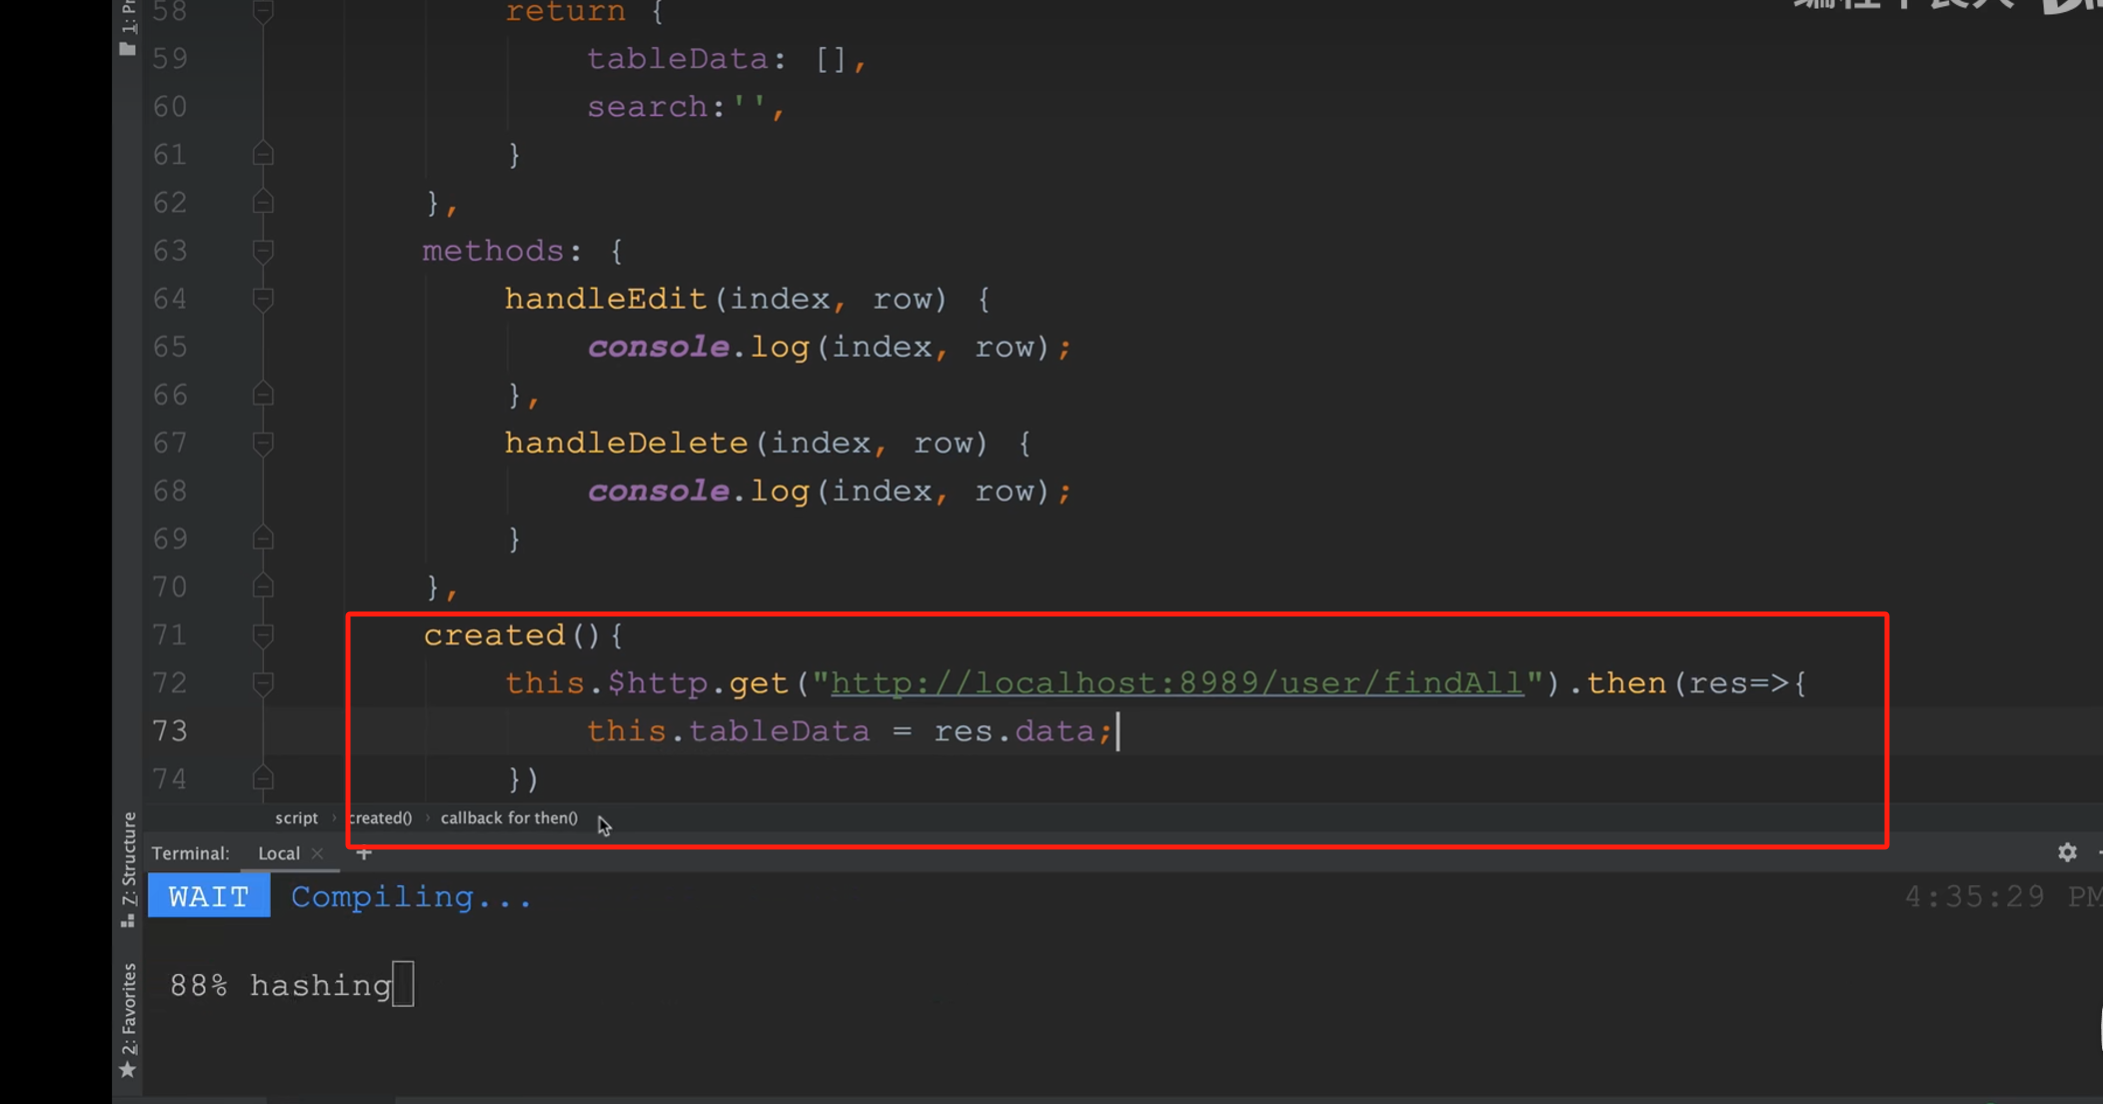 58 return {
59 tableData: [],
60 search:'',
61 }
62 },
63 methods: {
64 handleEdit(index, row) {
65 console.log(index, row);
66 },
67 handleDelete(index, row) {
68 console.log(index, row);
69 }
70 },
71 created(){
72 this.$http.get("http://localhost:8989/user/findAll").then(res=>{
73 this.tableData = res.data;
74 })
script › created() › callback for then()
Terminal: Local × +
WAIT Compiling... 4:35:29 PM
88% hashing
Z: Structure
2: Favorites